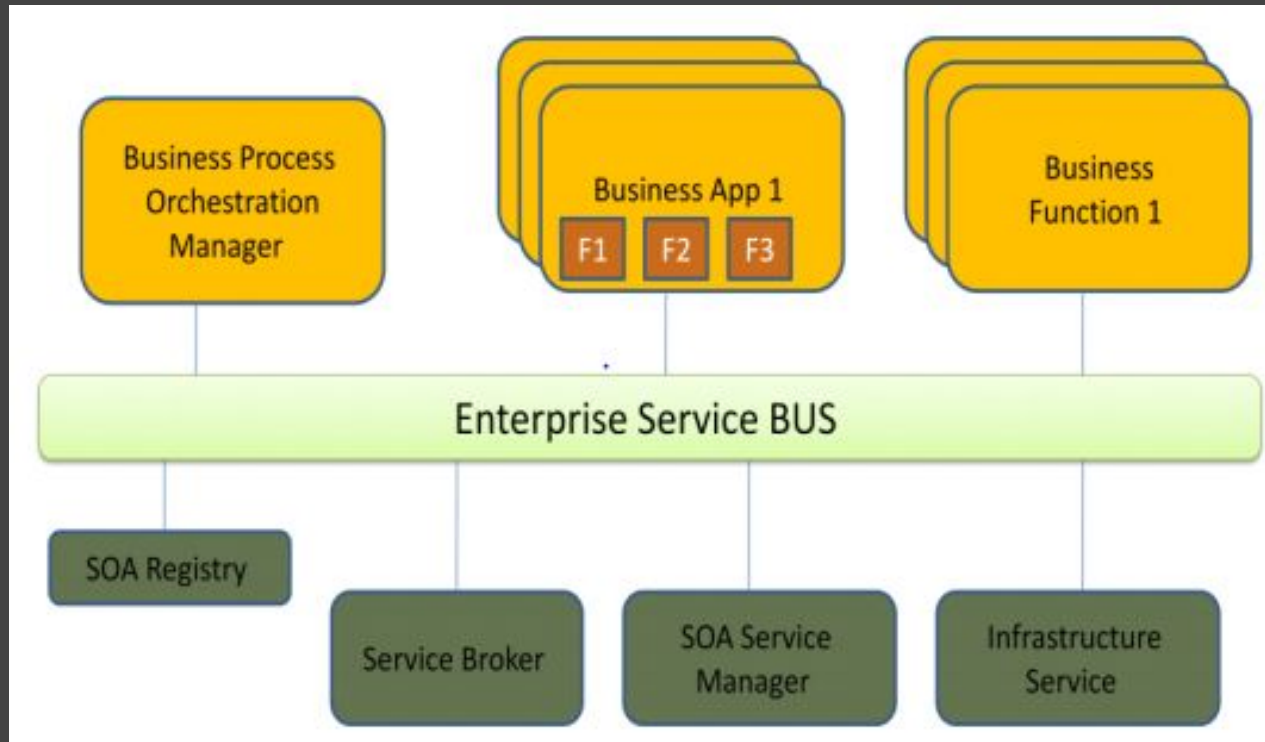 Business Process
Orchestration
Manager
Business App 1
F1 F2 F3
Business
Function 1
Enterprise Service BUS
SOA Registry
Service Broker
SOA Service
Manager
Infrastructure
Service